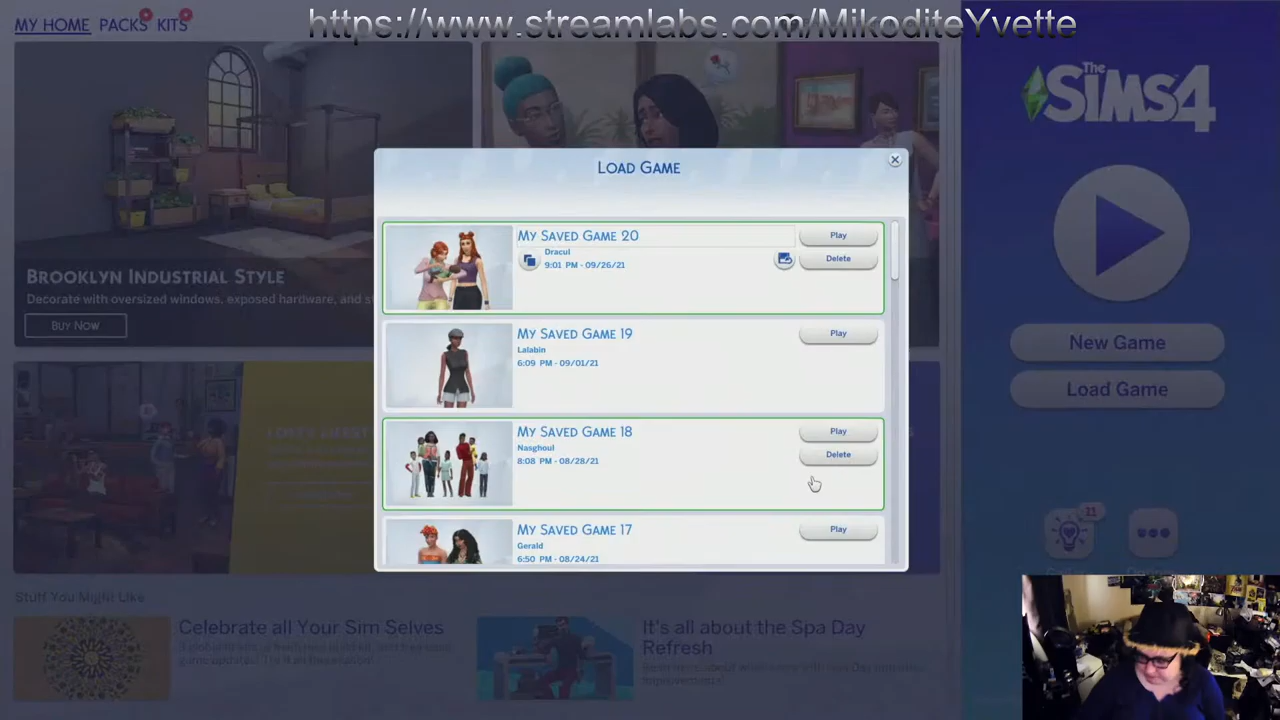 https://www.streamlabs.com/MikoditeYvette
MY HOME PACKS KITS
The SIMS 4
LOAD GAME
MY SAVED GAME 20
Dracul
9:01 PM - 09/26/21
Play
Delete
MY SAVED GAME 19
Lalabin
6:09 PM - 09/01/21
Play
MY SAVED GAME 18
Nasghoul
8:08 PM - 08/28/21
Play
Delete
MY SAVED GAME 17
Gerald
6:50 PM - 08/24/21
Play
BROOKLYN INDUSTRIAL STYLE
Decorate with oversized windows, exposed hardware, and
BUY NOW
New Game
Load Game
21
STUFF YOU MIGHT LIKE
Celebrate all Your Sim Selves
It's all about the Spa Day
Refresh